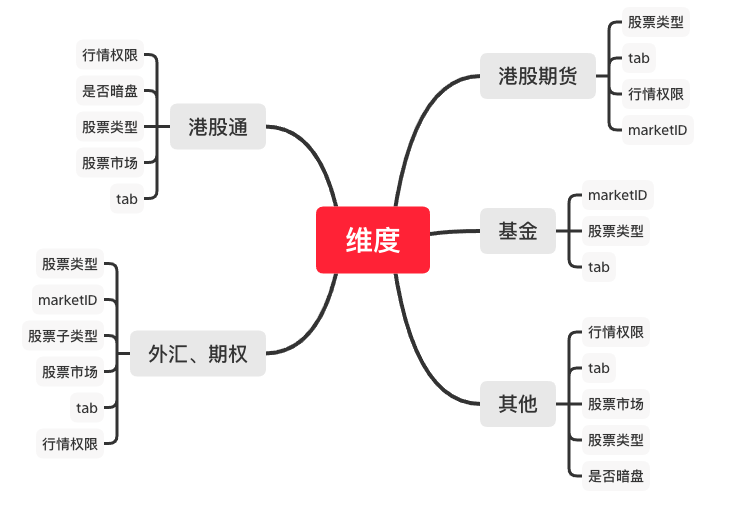 维度
港股期货
股票类型
tab
行情权限
marketID
基金
marketID
股票类型
tab
其他
行情权限
tab
股票市场
股票类型
是否暗盘
港股通
行情权限
是否暗盘
股票类型
股票市场
tab
外汇、期权
股票类型
marketID
股票子类型
股票市场
tab
行情权限